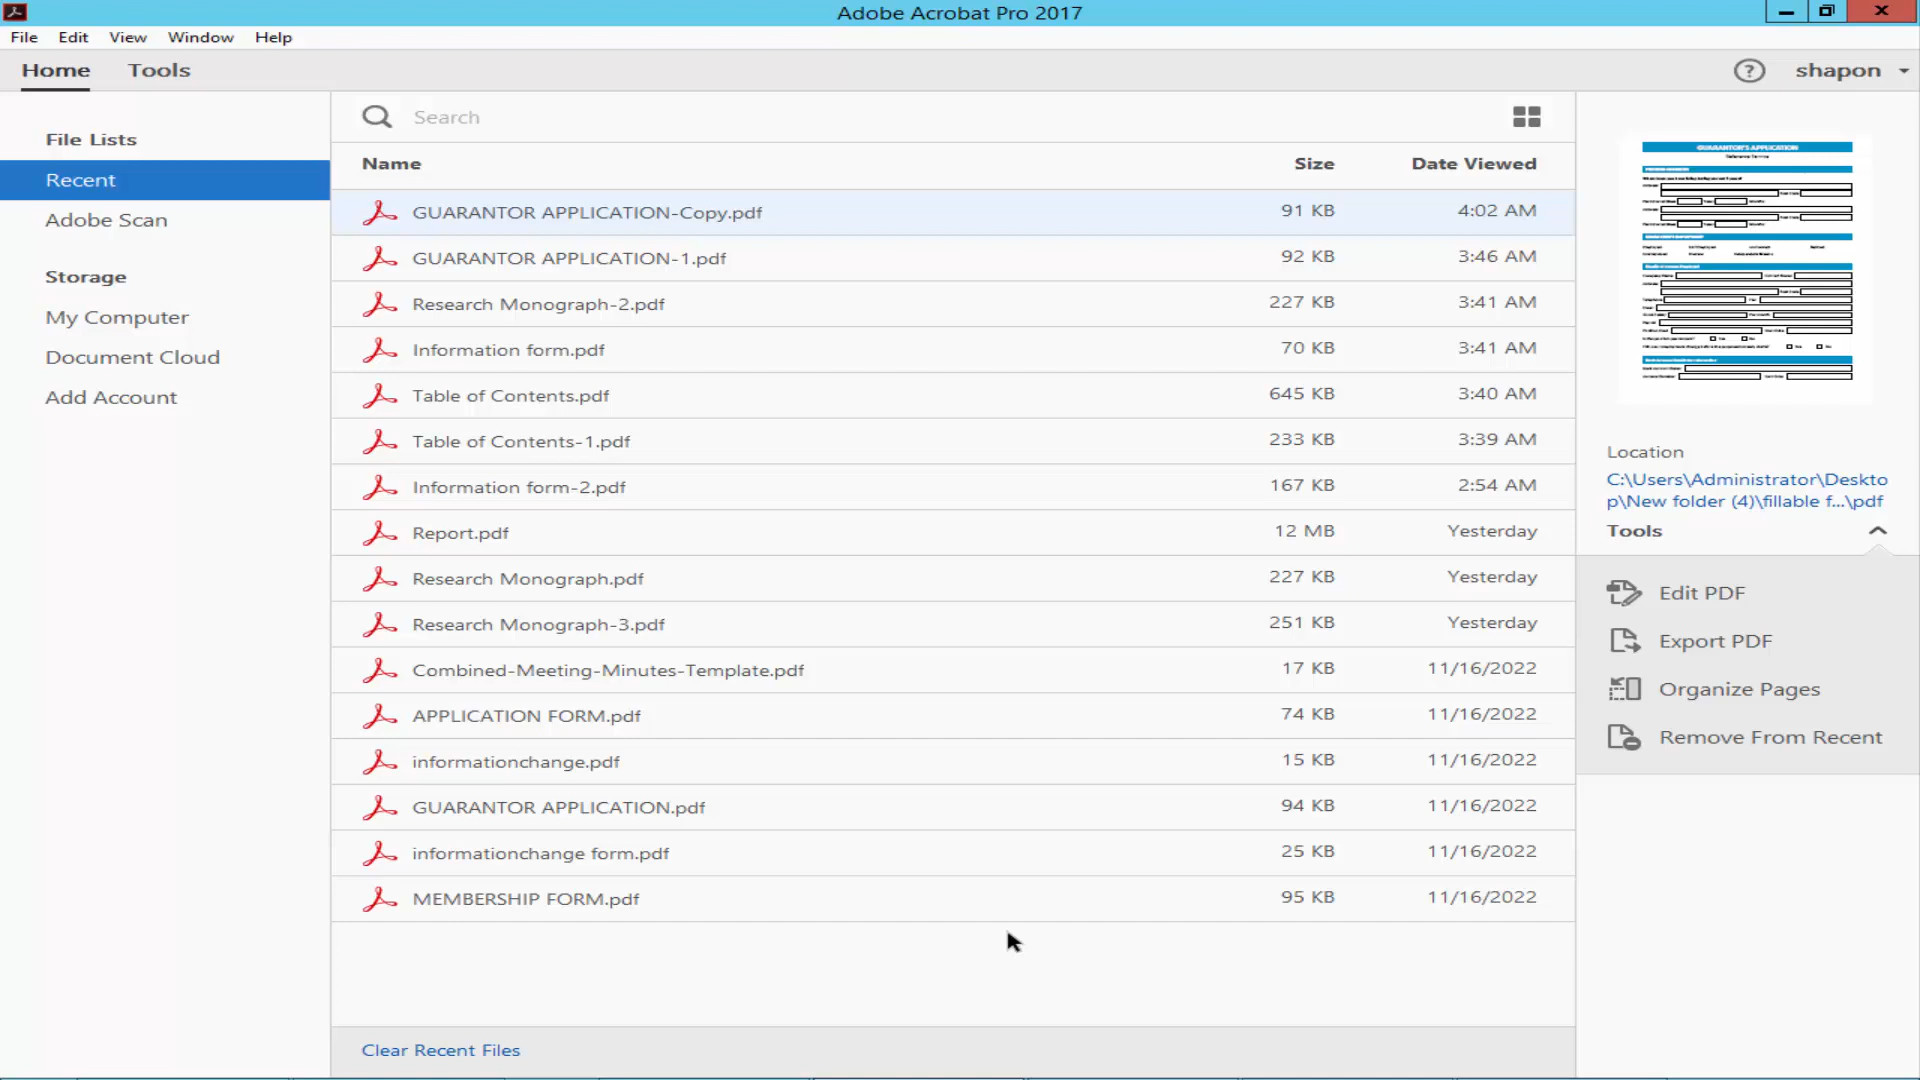 Adobe Acrobat Pro 2017
File Edit View Window Help
Home Tools
? shapon
File Lists
Recent
Adobe Scan
Storage
My Computer
Document Cloud
Add Account
Search
Name Size Date Viewed
GUARANTOR APPLICATION-Copy.pdf 91 KB 4:02 AM
GUARANTOR APPLICATION-1.pdf 92 KB 3:46 AM
Research Monograph-2.pdf 227 KB 3:41 AM
Information form.pdf 70 KB 3:41 AM
Table of Contents.pdf 645 KB 3:40 AM
Table of Contents-1.pdf 233 KB 3:39 AM
Information form-2.pdf 167 KB 2:54 AM
Report.pdf 12 MB Yesterday
Research Monograph.pdf 227 KB Yesterday
Research Monograph-3.pdf 251 KB Yesterday
Combined-Meeting-Minutes-Template.pdf 17 KB 11/16/2022
APPLICATION FORM.pdf 74 KB 11/16/2022
informationchange.pdf 15 KB 11/16/2022
GUARANTOR APPLICATION.pdf 94 KB 11/16/2022
informationchange form.pdf 25 KB 11/16/2022
MEMBERSHIP FORM.pdf 95 KB 11/16/2022
Clear Recent Files
GUARANTOR'S APPLICATION
Location
C:\Users\Administrator\Deskto
p\New folder (4)\fillable f...\pdf
Tools
Edit PDF
Export PDF
Organize Pages
Remove From Recent